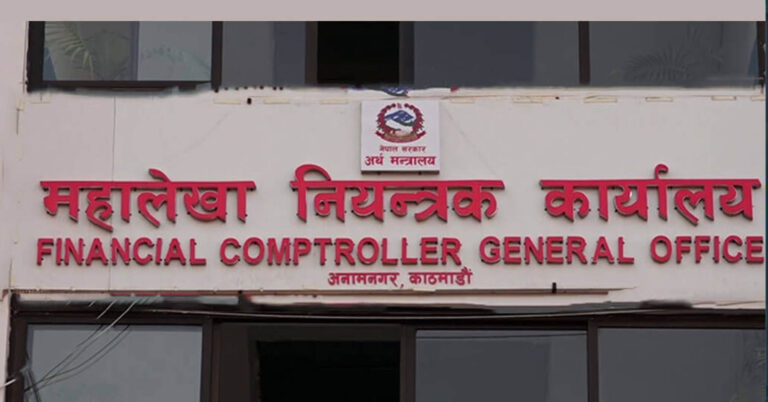 नेपाल सरकार
अर्थ मन्त्रालय
महालेखा नियन्त्रक कार्यालय
FINANCIAL COMPTROLLER GENERAL OFFICE
अनामनगर, काठमाडौं